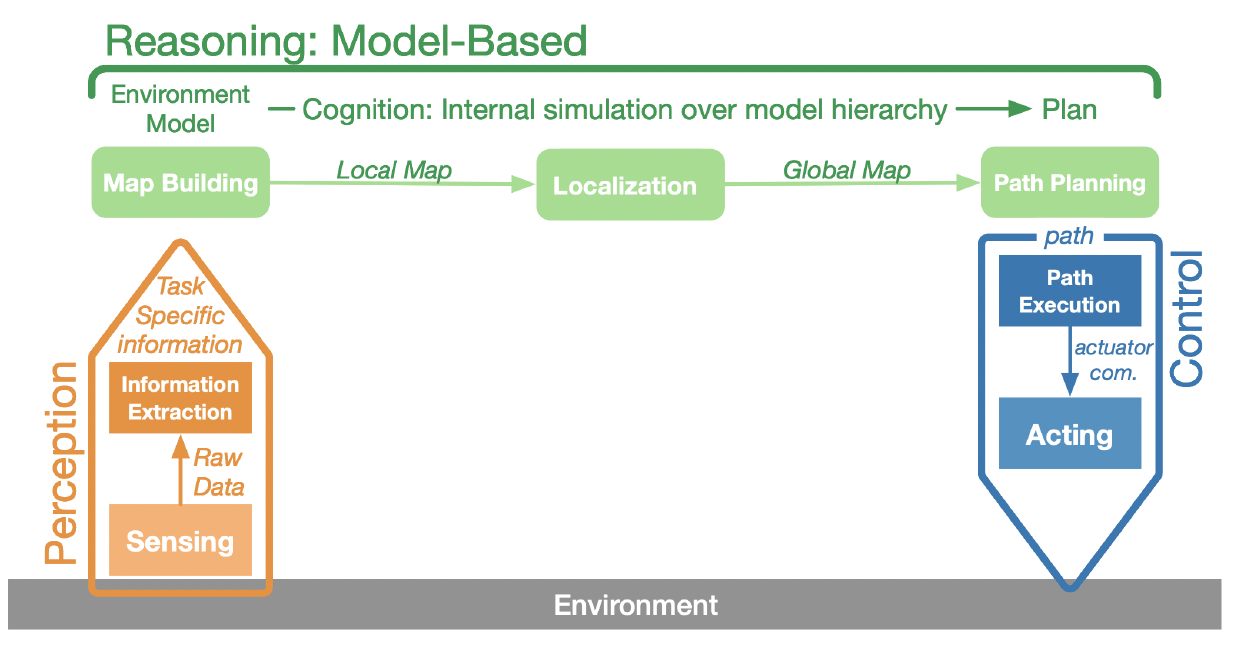 Reasoning: Model-Based
Environment
Model
Cognition: Internal simulation over model hierarchy
Plan
Map Building
Local Map
Localization
Global Map
Path Planning
Perception
Task
Specific
information
Information
Extraction
Raw
Data
Sensing
path
Path
Execution
actuator
com.
Acting
Control
Environment